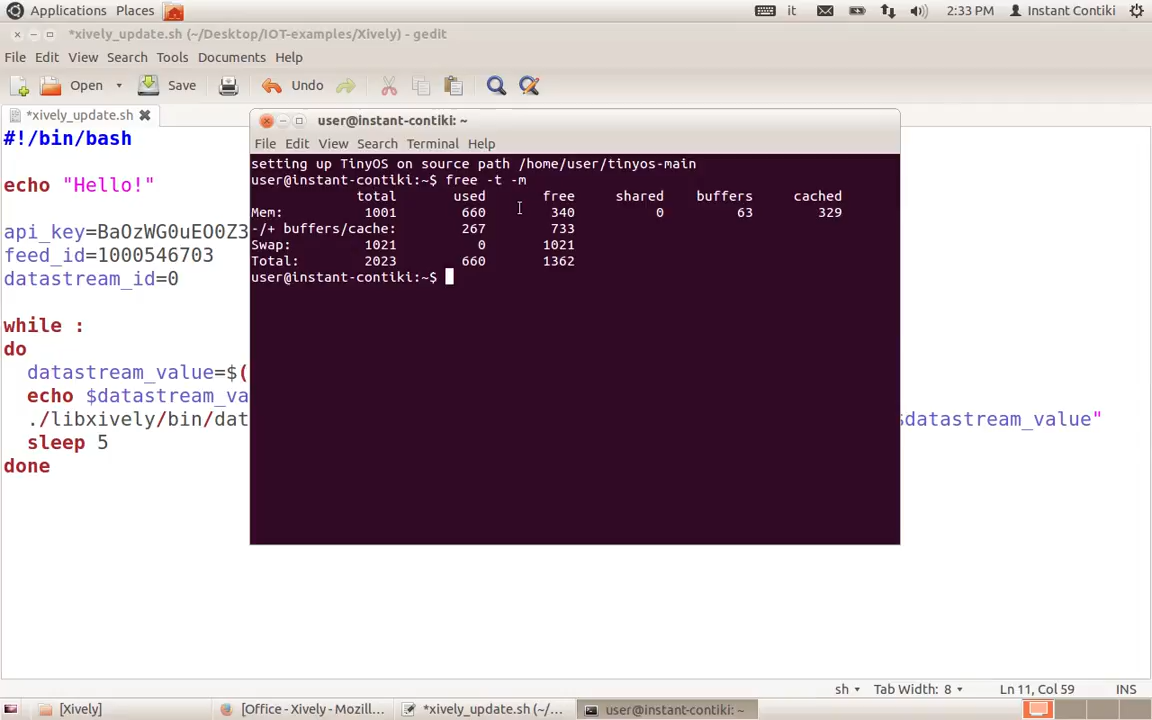 Applications Places it 2:33 PM Instant Contiki
*xively_update.sh (~/Desktop/IOT-examples/Xively) - gedit
File Edit View Search Tools Documents Help
Open Save Undo
*xively_update.sh
#!/bin/bash
echo "Hello!"
api_key=BaOzWG0uEO0Z3
feed_id=1000546703
datastream_id=0
while :
do
datastream_value=$(
echo $datastream_va
./libxively/bin/dat
$datastream_value"
sleep 5
done
user@instant-contiki: ~
File Edit View Search Terminal Help
setting up TinyOS on source path /home/user/tinyos-main
user@instant-contiki:~$ free -t -m
total used free shared buffers cached
Mem: 1001 660 340 0 63 329
-/+ buffers/cache: 267 733
Swap: 1021 0 1021
Total: 2023 660 1362
user@instant-contiki:~$
sh Tab Width: 8 Ln 11, Col 59 INS
[Xively] [Office - Xively - Mozill... *xively_update.sh (~/... user@instant-contiki: ~